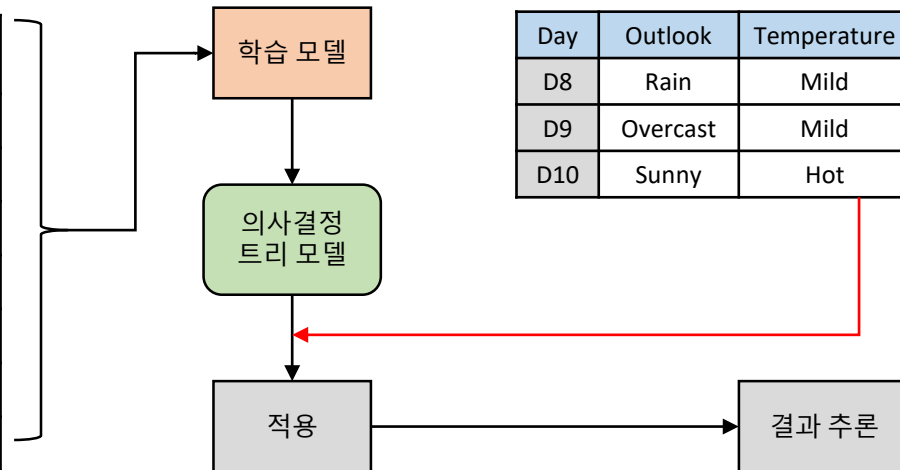 학습 모델
Day Outlook Temperature
D8 Rain Mild
D9 Overcast Mild
D10 Sunny Hot
의사결정
트리 모델
적용
결과 추론